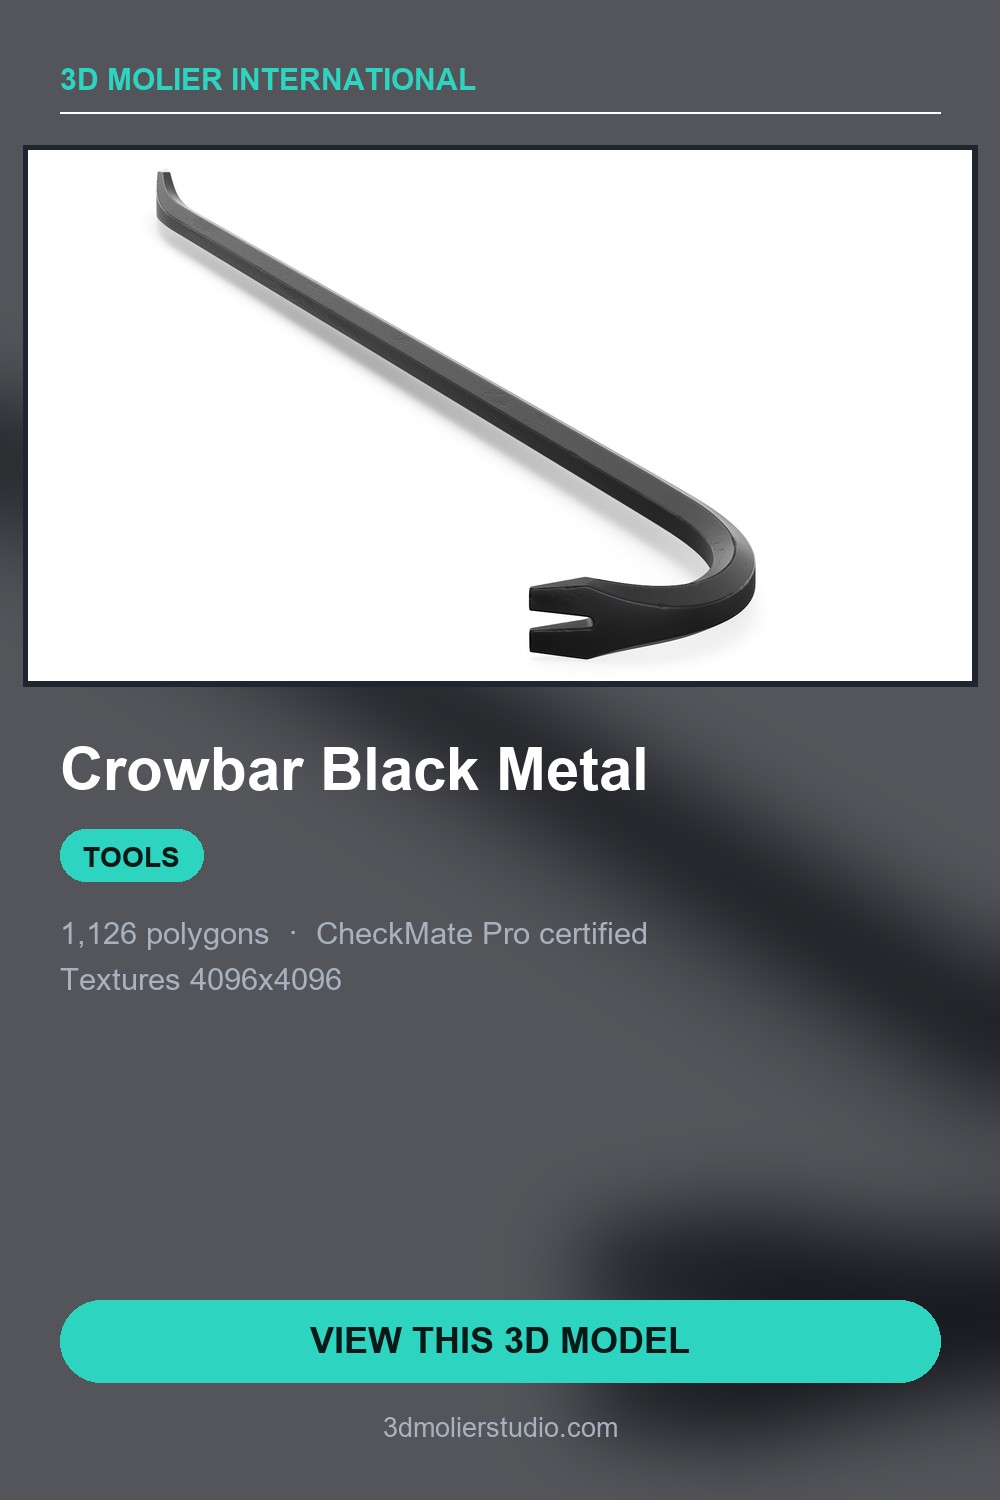 3D MOLIER INTERNATIONAL
Crowbar Black Metal
TOOLS
1,126 polygons · CheckMate Pro certified
Textures 4096x4096
VIEW THIS 3D MODEL
3dmolierstudio.com